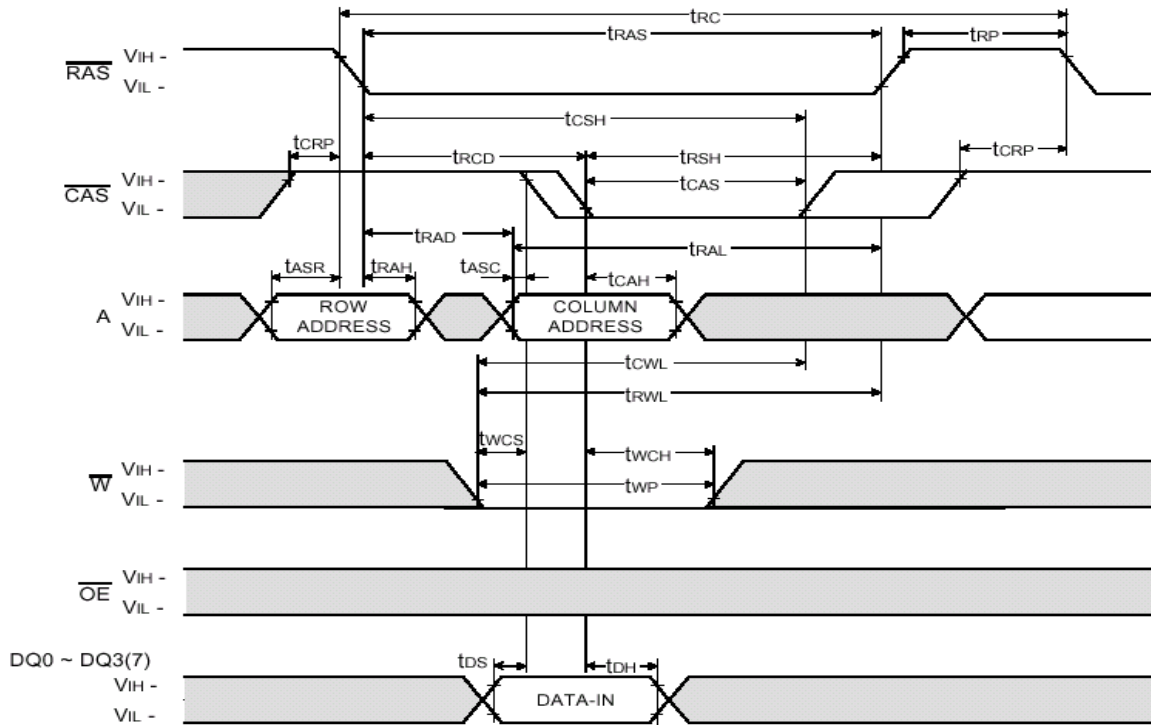 tRC
tRAS tRP
RAS VIH -
VIL -
tCSH
tCRP tRCD tRSH tCRP
CAS VIH -
VIL -
tCAS
tRAD
tRAL
tASR tRAH tASC tCAH
A VIH -
VIL -
ROW
ADDRESS
COLUMN
ADDRESS
tCWL
tRWL
tWCS tWCH
W VIH -
VIL -
tWP
OE VIH -
VIL -
DQ0 ~ DQ3(7)
tDS tDH
VIH -
VIL -
DATA-IN